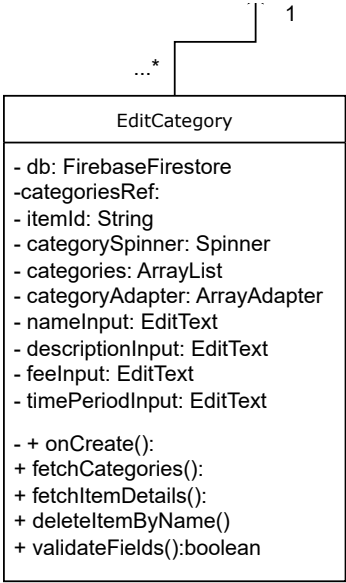 1
...*
EditCategory
- db: FirebaseFirestore
-categoriesRef:
- itemId: String
- categorySpinner: Spinner
- categories: ArrayList
- categoryAdapter: ArrayAdapter
- nameInput: EditText
- descriptionInput: EditText
- feeInput: EditText
- timePeriodInput: EditText
- + onCreate():
+ fetchCategories():
+ fetchItemDetails():
+ deleteItemByName()
+ validateFields():boolean